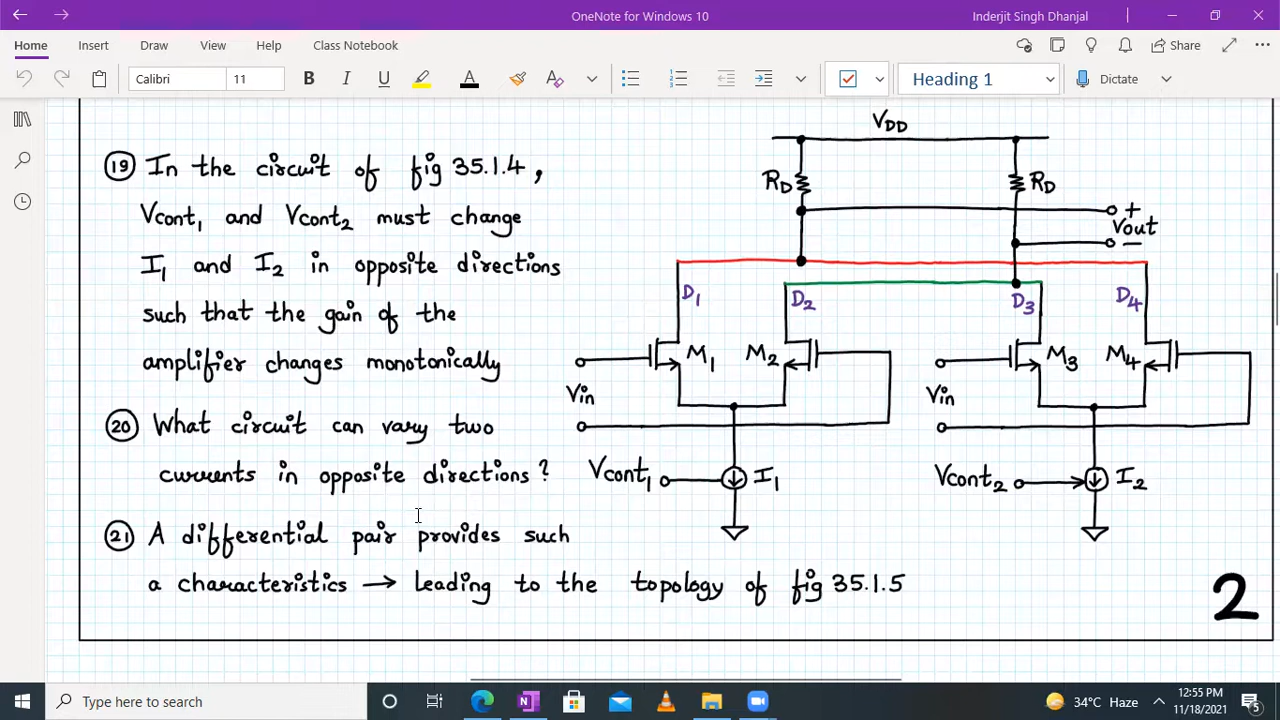 OneNote for Windows 10
Inderjit Singh Dhanjal
Home Insert Draw View Help Class Notebook
Share
Calibri 11 B I U A Heading 1 Dictate
19 In the circuit of fig 35.1.4,
Vcont1 and Vcont2 must change
I1 and I2 in opposite directions
such that the gain of the
amplifier changes monotonically
20 What circuit can vary two
currents in opposite directions?
21 A differential pair provides such
a characteristics → leading to the topology of fig 35.1.5
VDD
RD RD
+
Vout
−
D1 D2 D3 D4
M1 M2 M3 M4
Vin Vin
Vcont1 I1 Vcont2 I2
2
Type here to search
34°C Haze
12:55 PM
11/18/2021
5